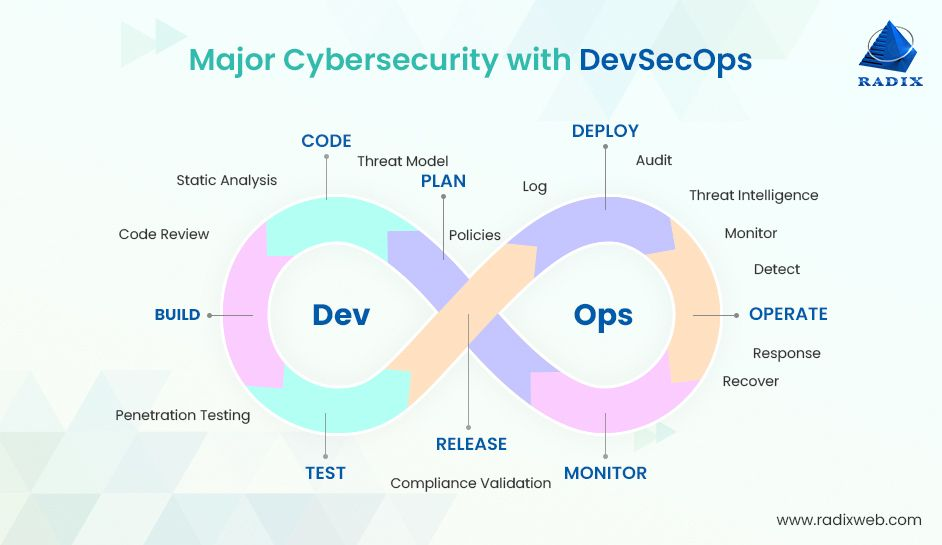 Major Cybersecurity with DevSecOps
RADIX
CODE
DEPLOY
Threat Model
Audit
Static Analysis
PLAN
Log
Threat Intelligence
Code Review
Policies
Monitor
Detect
BUILD
Dev
Ops
OPERATE
Response
Recover
Penetration Testing
RELEASE
TEST
MONITOR
Compliance Validation
www.radixweb.com